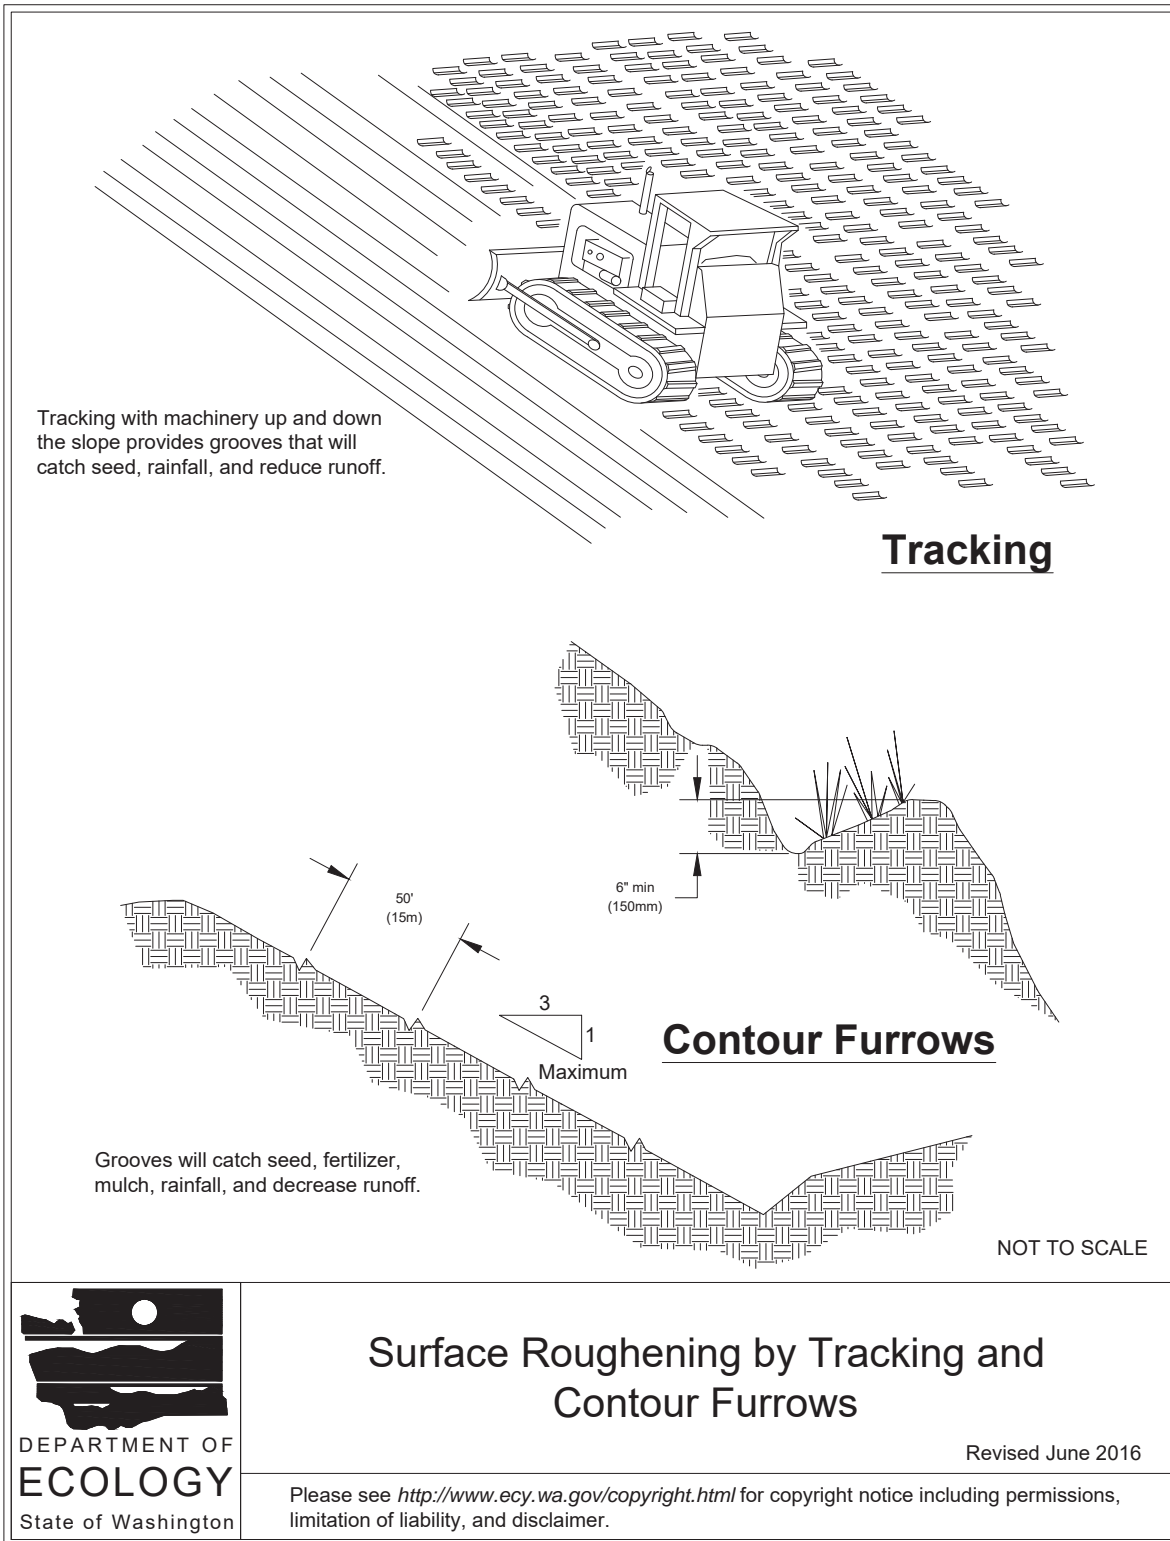 Tracking with machinery up and down
the slope provides grooves that will
catch seed, rainfall, and reduce runoff.
Tracking
6" min
(150mm)
50'
(15m)
3
1
Maximum
Contour Furrows
Grooves will catch seed, fertilizer,
mulch, rainfall, and decrease runoff.
NOT TO SCALE
DEPARTMENT OF
ECOLOGY
State of Washington
Surface Roughening by Tracking and
Contour Furrows
Revised June 2016
Please see http://www.ecy.wa.gov/copyright.html for copyright notice including permissions,
limitation of liability, and disclaimer.